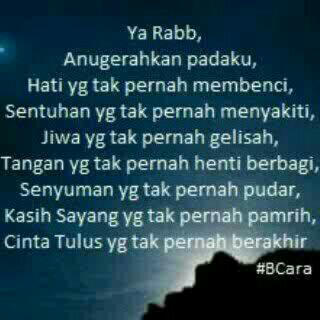 Ya Rabb,
Anugerahkan padaku,
Hati yg tak pernah membenci,
Sentuhan yg tak pernah menyakiti,
Jiwa yg tak pernah gelisah,
Tangan yg tak pernah henti berbagi,
Senyuman yg tak pernah pudar,
Kasih Sayang yg tak pernah pamrih,
Cinta Tulus yg tak pernah berakhir
#BCara